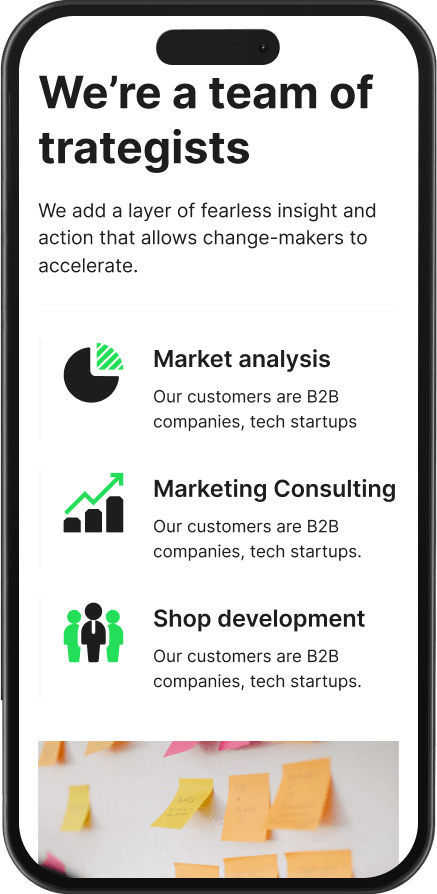 We’re a team of
trategists
We add a layer of fearless insight and
action that allows change-makers to
accelerate.
Market analysis
Our customers are B2B
companies, tech startups
Marketing Consulting
Our customers are B2B
companies, tech startups.
Shop development
Our customers are B2B
companies, tech startups.